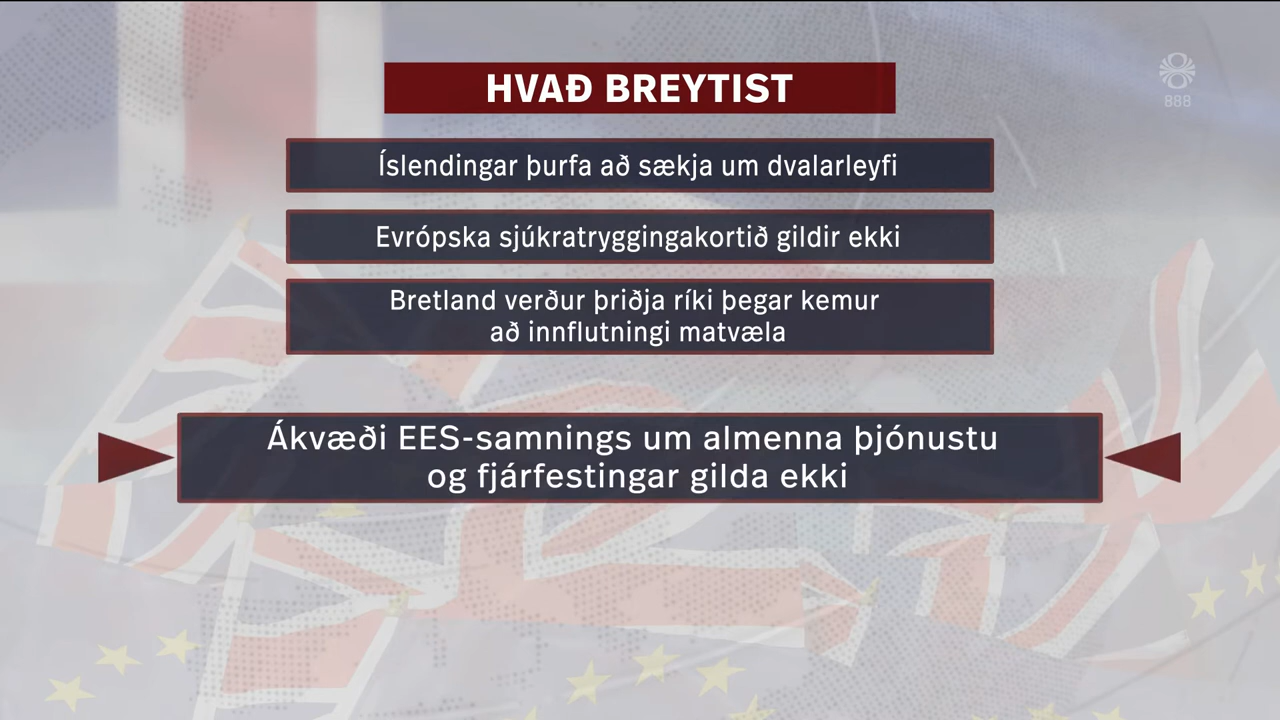 HVAÐ BREYTIST
888
Íslendingar þurfa að sækja um dvalarleyfi
Evrópska sjúkratryggingakortið gildir ekki
Bretland verður þriðja ríki þegar kemur
að innflutningi matvæla
Ákvæði EES-samnings um almenna þjónustu
og fjárfestingar gilda ekki